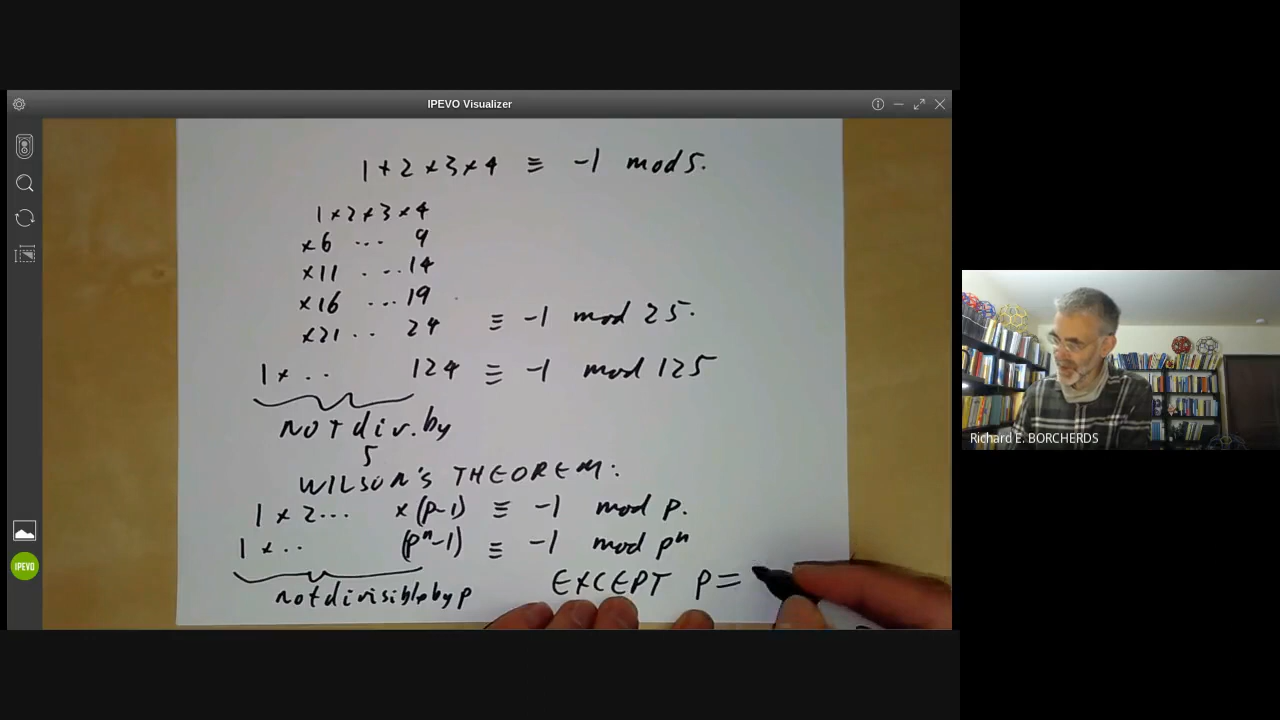 IPEVO Visualizer
1 + 2 × 3 × 4 ≡ -1 mod 5.
1 × 2 × 3 × 4
×6 ... 9
×11 ... 14
×16 ... 19
×21 .. 24 ≡ -1 mod 25.
1 × .. 124 ≡ -1 mod 125
NOT div. by
5
WILSON'S THEOREM:
1 × 2 ... × (p-1) ≡ -1 mod p.
1 × .. (pⁿ-1) ≡ -1 mod pⁿ
EXCEPT p =
not divisible by p
Richard E. BORCHERDS
IPEVO